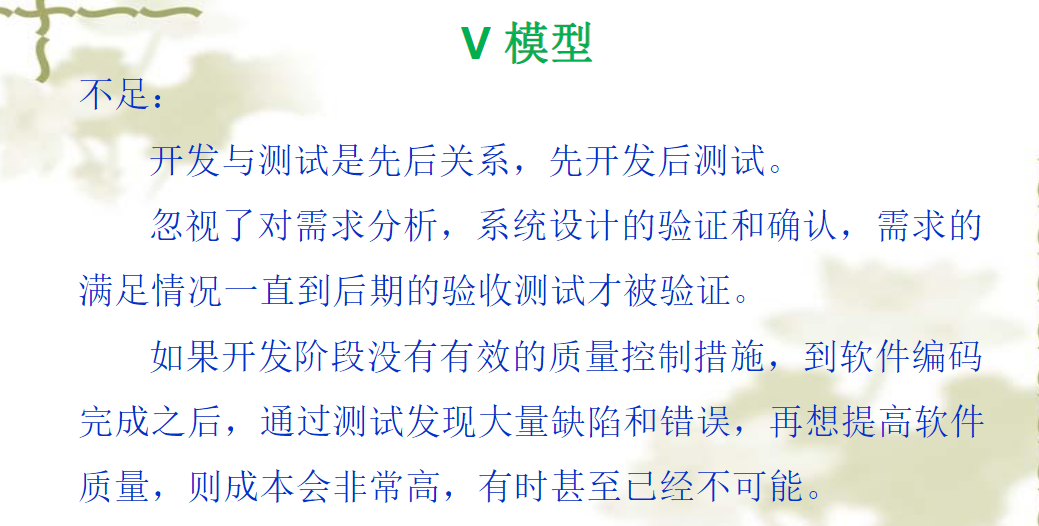 V 模型
不足：
开发与测试是先后关系，先开发后测试。
忽视了对需求分析，系统设计的验证和确认，需求的
满足情况一直到后期的验收测试才被验证。
如果开发阶段没有有效的质量控制措施，到软件编码
完成之后，通过测试发现大量缺陷和错误，再想提高软件
质量，则成本会非常高，有时甚至已经不可能。